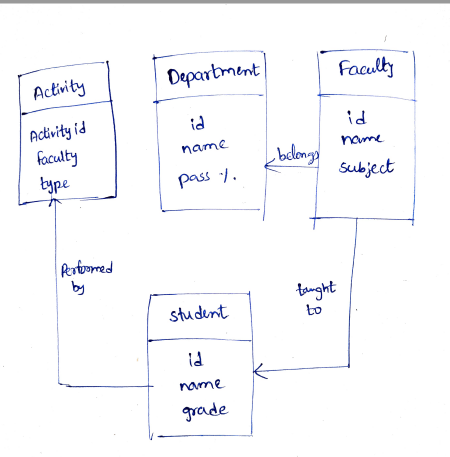 Activity
Activity id
faculty
type
Department
id
name
pass %.
Faculty
id
name
subject
belongs
Performed
by
taught
to
student
id
name
grade